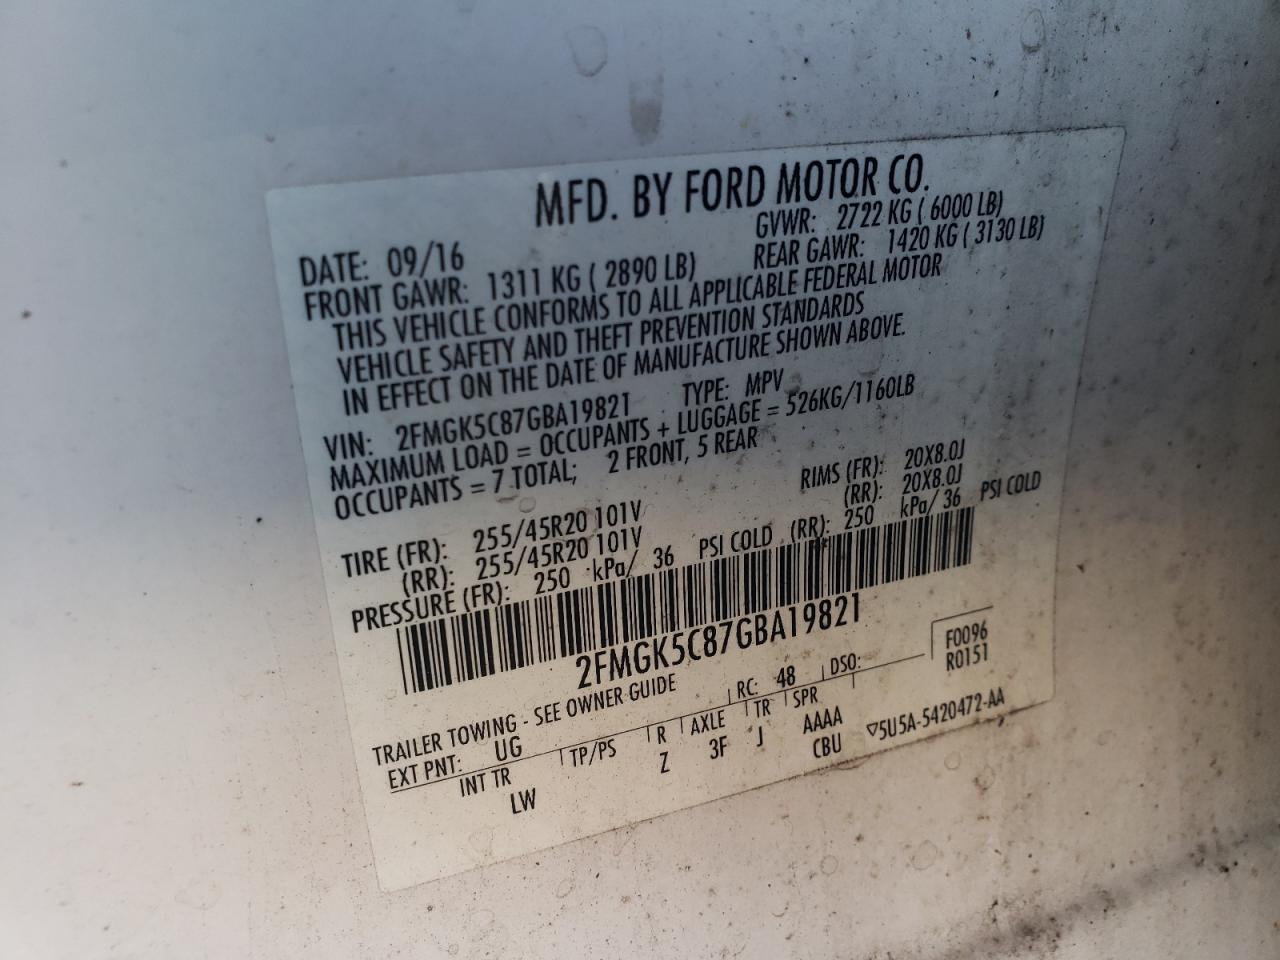 MFD. BY FORD MOTOR CO.
DATE: 09/16 GVWR: 2722 KG ( 6000 LB)
FRONT GAWR: 1311 KG ( 2890 LB) REAR GAWR: 1420 KG ( 3130 LB)
THIS VEHICLE CONFORMS TO ALL APPLICABLE FEDERAL MOTOR
VEHICLE SAFETY AND THEFT PREVENTION STANDARDS
IN EFFECT ON THE DATE OF MANUFACTURE SHOWN ABOVE.
VIN: 2FMGK5C87GBA19821 TYPE: MPV
MAXIMUM LOAD = OCCUPANTS + LUGGAGE = 526KG/1160LB
OCCUPANTS = 7 TOTAL; 2 FRONT, 5 REAR
TIRE (FR): 255/45R20 101V RIMS (FR): 20X8.0J
(RR): 255/45R20 101V (RR): 20X8.0J
PRESSURE (FR): 250 kPa/ 36 PSI COLD (RR): 250 kPa/ 36 PSI COLD
2FMGK5C87GBA19821
F0096
R0151
TRAILER TOWING - SEE OWNER GUIDE
EXT PNT: UG RC: 48 DSO:
INT TR TP/PS R AXLE TR SPR
LW Z 3F J AAAA
CBU
▽5U5A-5420472-AA